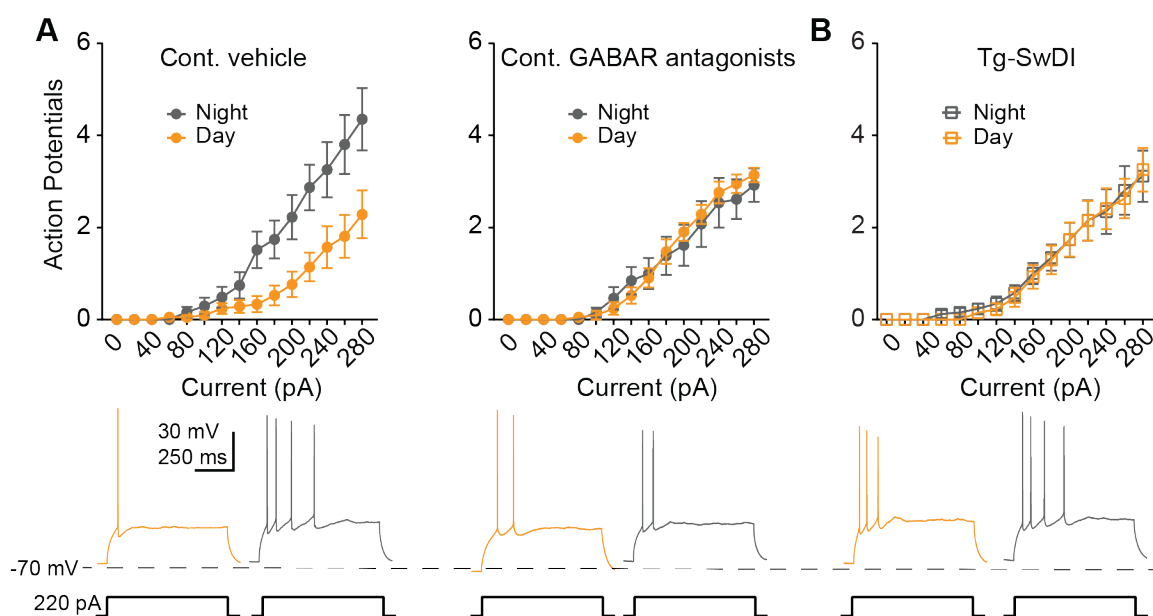 A
B
6
4
2
0
Action Potentials
Cont. vehicle
Night
Day
0 40 80 120 160 200 240 280
Current (pA)
6
4
2
0
Cont. GABAR antagonists
Night
Day
0 40 80 120 160 200 240 280
Current (pA)
6
4
2
0
Tg-SwDI
Night
Day
0 40 80 120 160 200 240 280
Current (pA)
30 mV
250 ms
-70 mV
220 pA